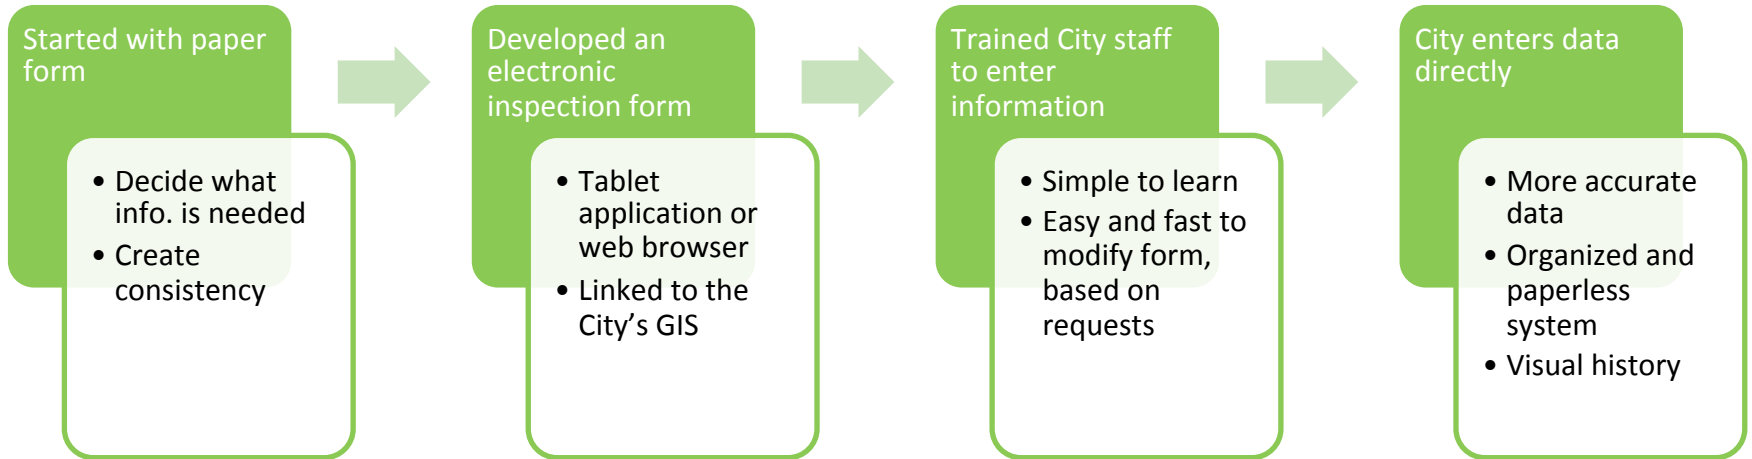 Started with paper
form
• Decide what
info. is needed
• Create
consistency
Developed an
electronic
inspection form
• Tablet
application or
web browser
• Linked to the
City’s GIS
Trained City staff
to enter
information
• Simple to learn
• Easy and fast to
modify form,
based on
requests
City enters data
directly
• More accurate
data
• Organized and
paperless
system
• Visual history